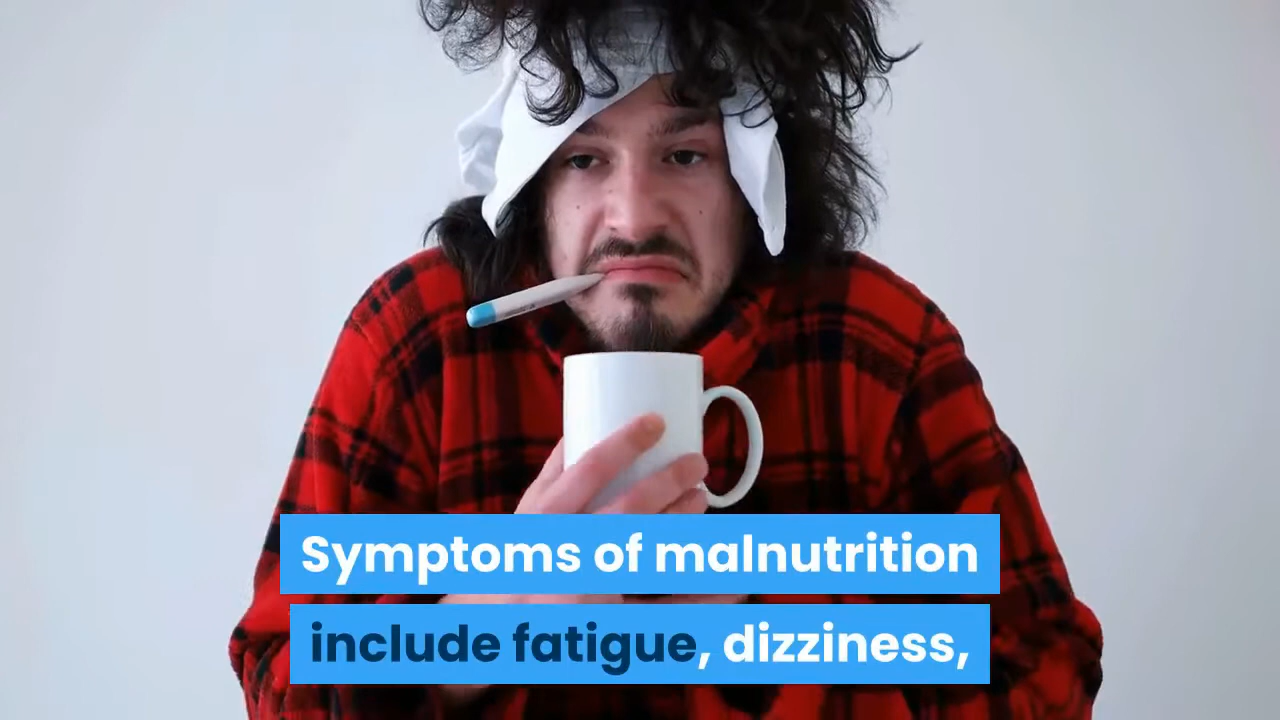 Symptoms of malnutrition
include fatigue, dizziness,